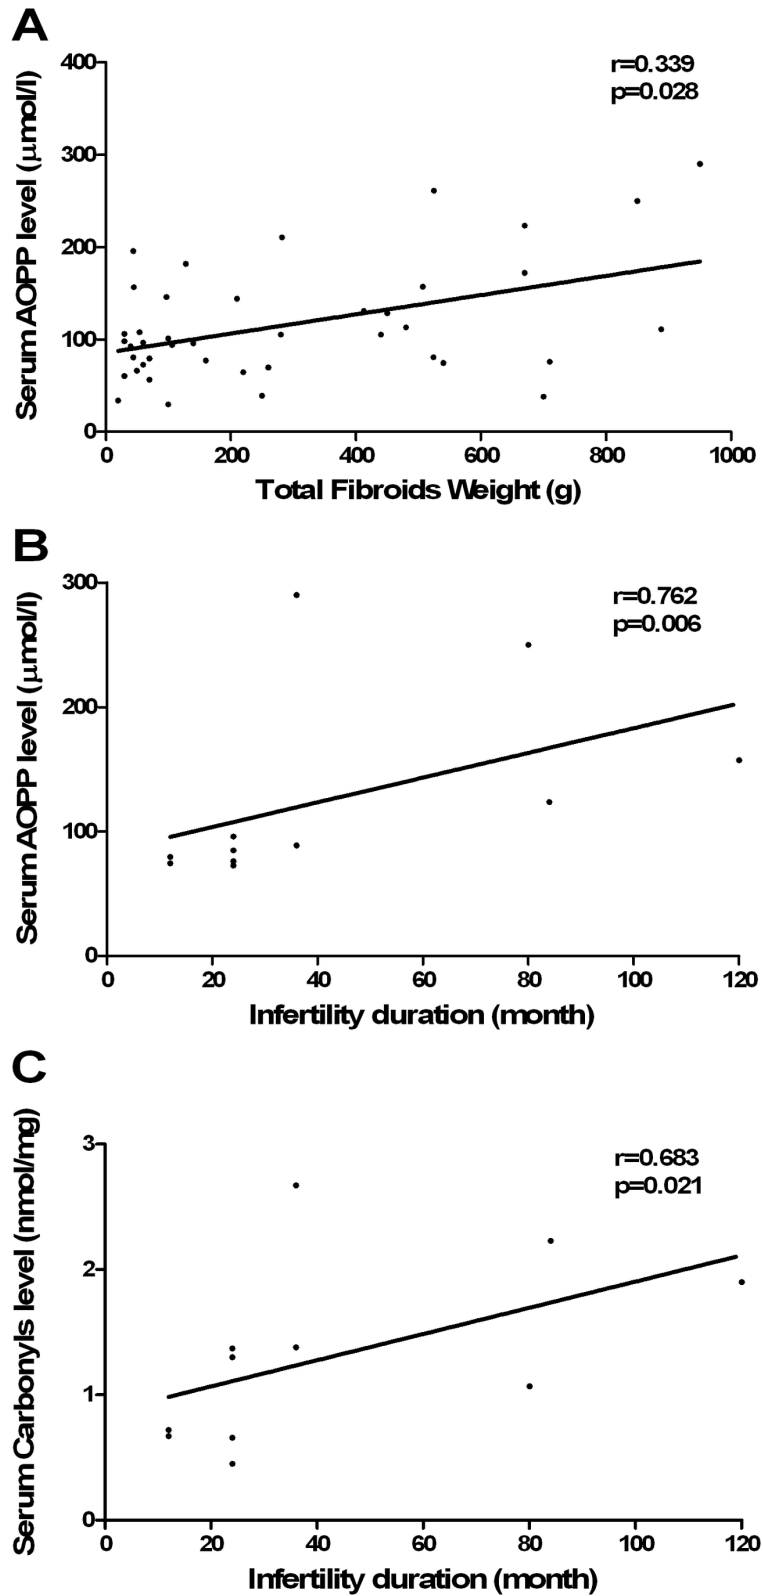 A
r=0.339
p=0.028
Serum AOPP level (μmol/l)
400
300
200
100
0
0 200 400 600 800 1000
Total Fibroids Weight (g)
B
r=0.762
p=0.006
Serum AOPP level (μmol/l)
300
200
100
0
0 20 40 60 80 100 120
Infertility duration (month)
C
r=0.683
p=0.021
Serum Carbonyls level (nmol/mg)
3
2
1
0
0 20 40 60 80 100 120
Infertility duration (month)